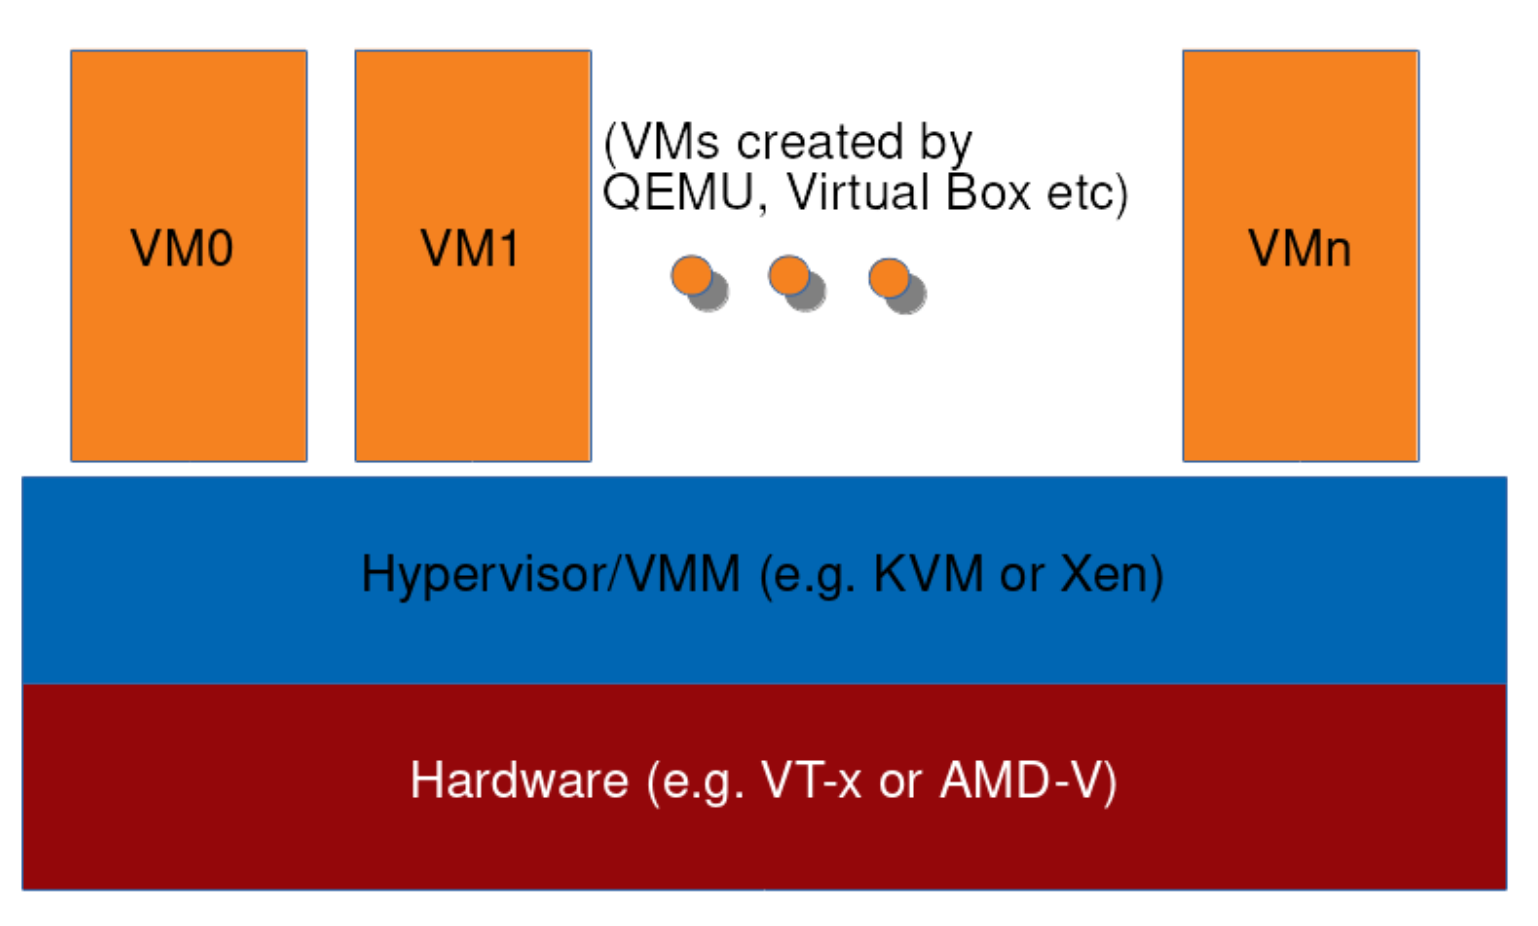 (VMs created by
QEMU, Virtual Box etc)
VM0
VM1
VMn
Hypervisor/VMM (e.g. KVM or Xen)
Hardware (e.g. VT-x or AMD-V)